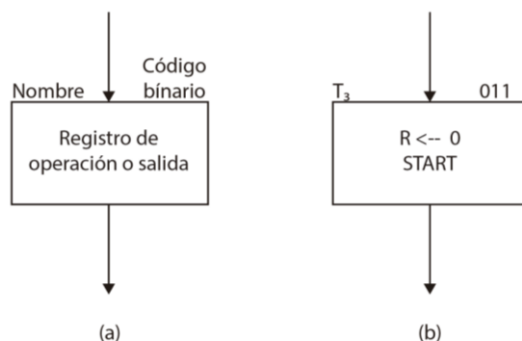 Nombre
Código
bínario
Registro de
operación o salida
(a)
T₃
011
R <-- 0
START
(b)